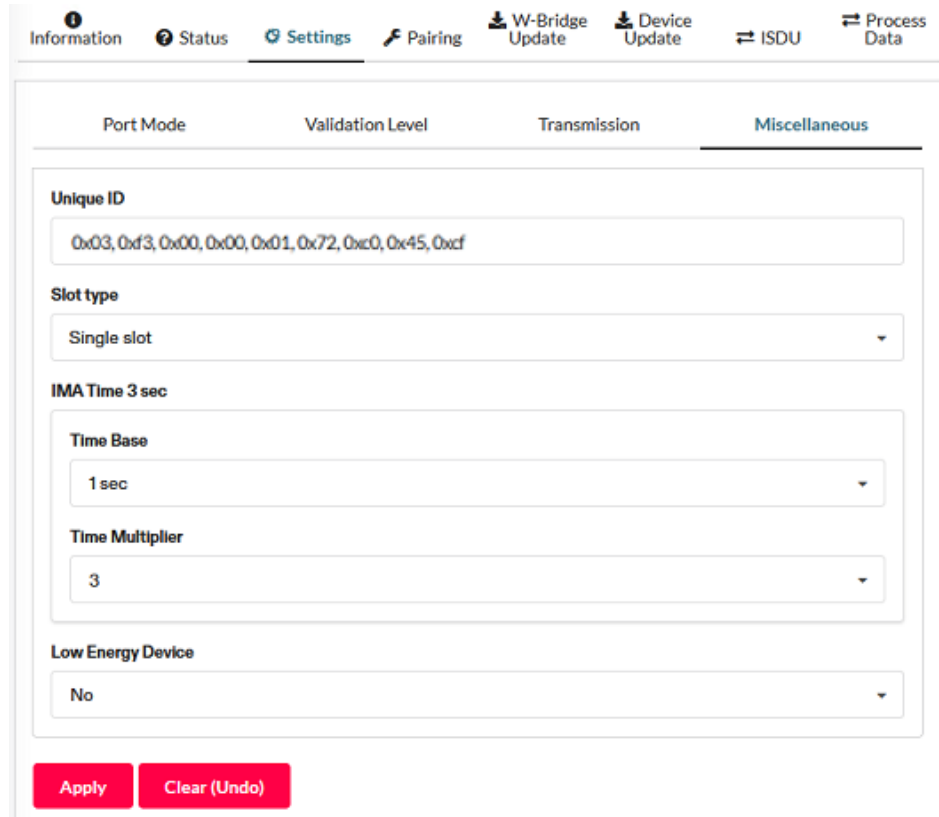 Information
Status
Settings
Pairing
W-Bridge
Update
Device
Update
ISDU
Process
Data
Port Mode
Validation Level
Transmission
Miscellaneous
Unique ID
0x03, 0xf3, 0x00, 0x00, 0x01, 0x72, 0xc0, 0x45, 0xcf
Slot type
Single slot
IMA Time 3 sec
Time Base
1 sec
Time Multiplier
3
Low Energy Device
No
Apply
Clear (Undo)